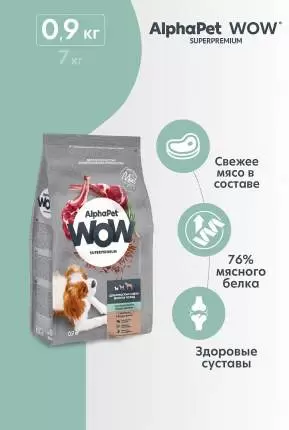 0,9 кг
7 кг
AlphaPet WOW®
SUPERPREMIUM
Свежее
мясо в
составе
76%
мясного
белка
Здоровые
суставы
AlphaPet
WOW
SUPERPREMIUM